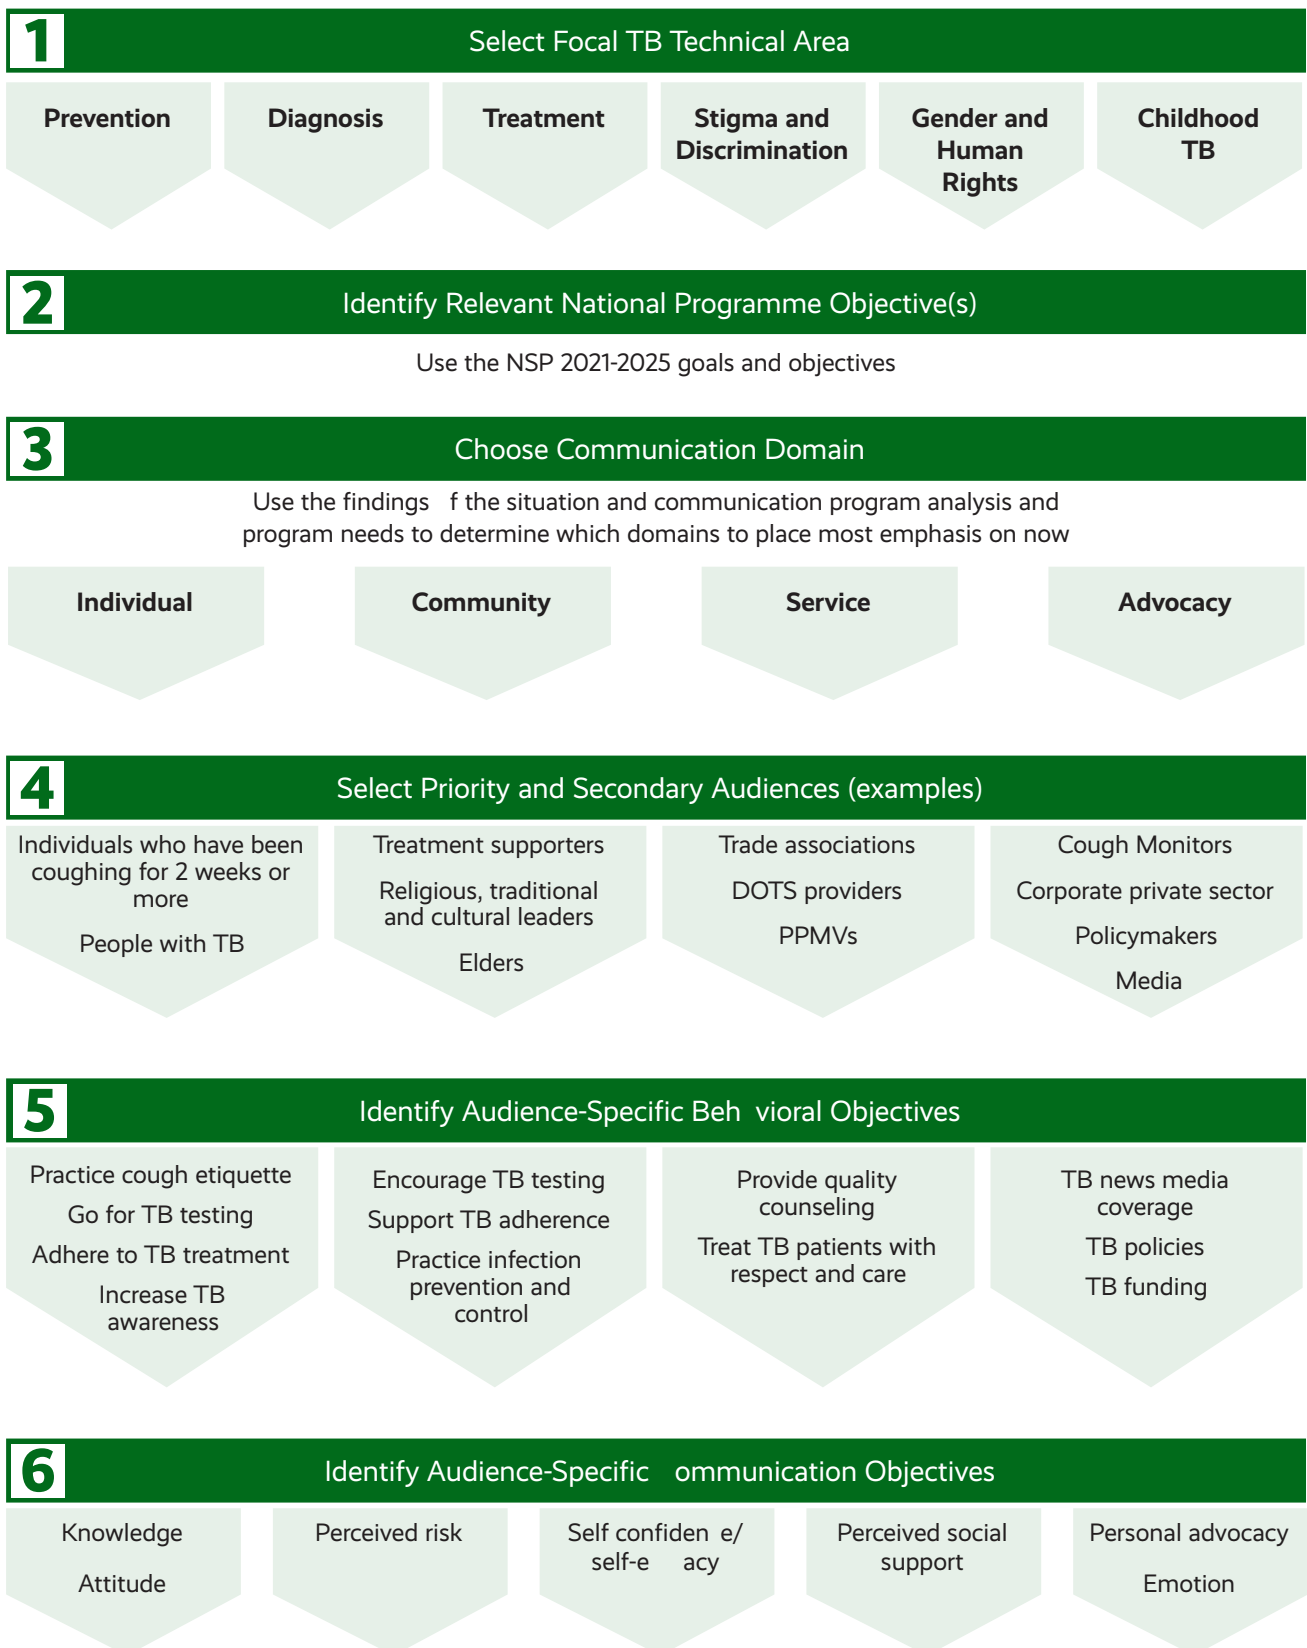 1
Select Focal TB Technical Area
Prevention
Diagnosis
Treatment
Stigma and
Discrimination
Gender and
Human
Rights
Childhood
TB
2
Identify Relevant National Programme Objective(s)
Use the NSP 2021-2025 goals and objectives
3
Choose Communication Domain
Use the findings f the situation and communication program analysis and
program needs to determine which domains to place most emphasis on now
Individual
Community
Service
Advocacy
4
Select Priority and Secondary Audiences (examples)
Individuals who have been
coughing for 2 weeks or
more
People with TB
Treatment supporters
Religious, traditional
and cultural leaders
Elders
Trade associations
DOTS providers
PPMVs
Cough Monitors
Corporate private sector
Policymakers
Media
5
Identify Audience-Specific Beh vioral Objectives
Practice cough etiquette
Go for TB testing
Adhere to TB treatment
Increase TB
awareness
Encourage TB testing
Support TB adherence
Practice infection
prevention and
control
Provide quality
counseling
Treat TB patients with
respect and care
TB news media
coverage
TB policies
TB funding
6
Identify Audience-Specific ommunication Objectives
Knowledge
Attitude
Perceived risk
Self confiden e/
self-e acy
Perceived social
support
Personal advocacy
Emotion